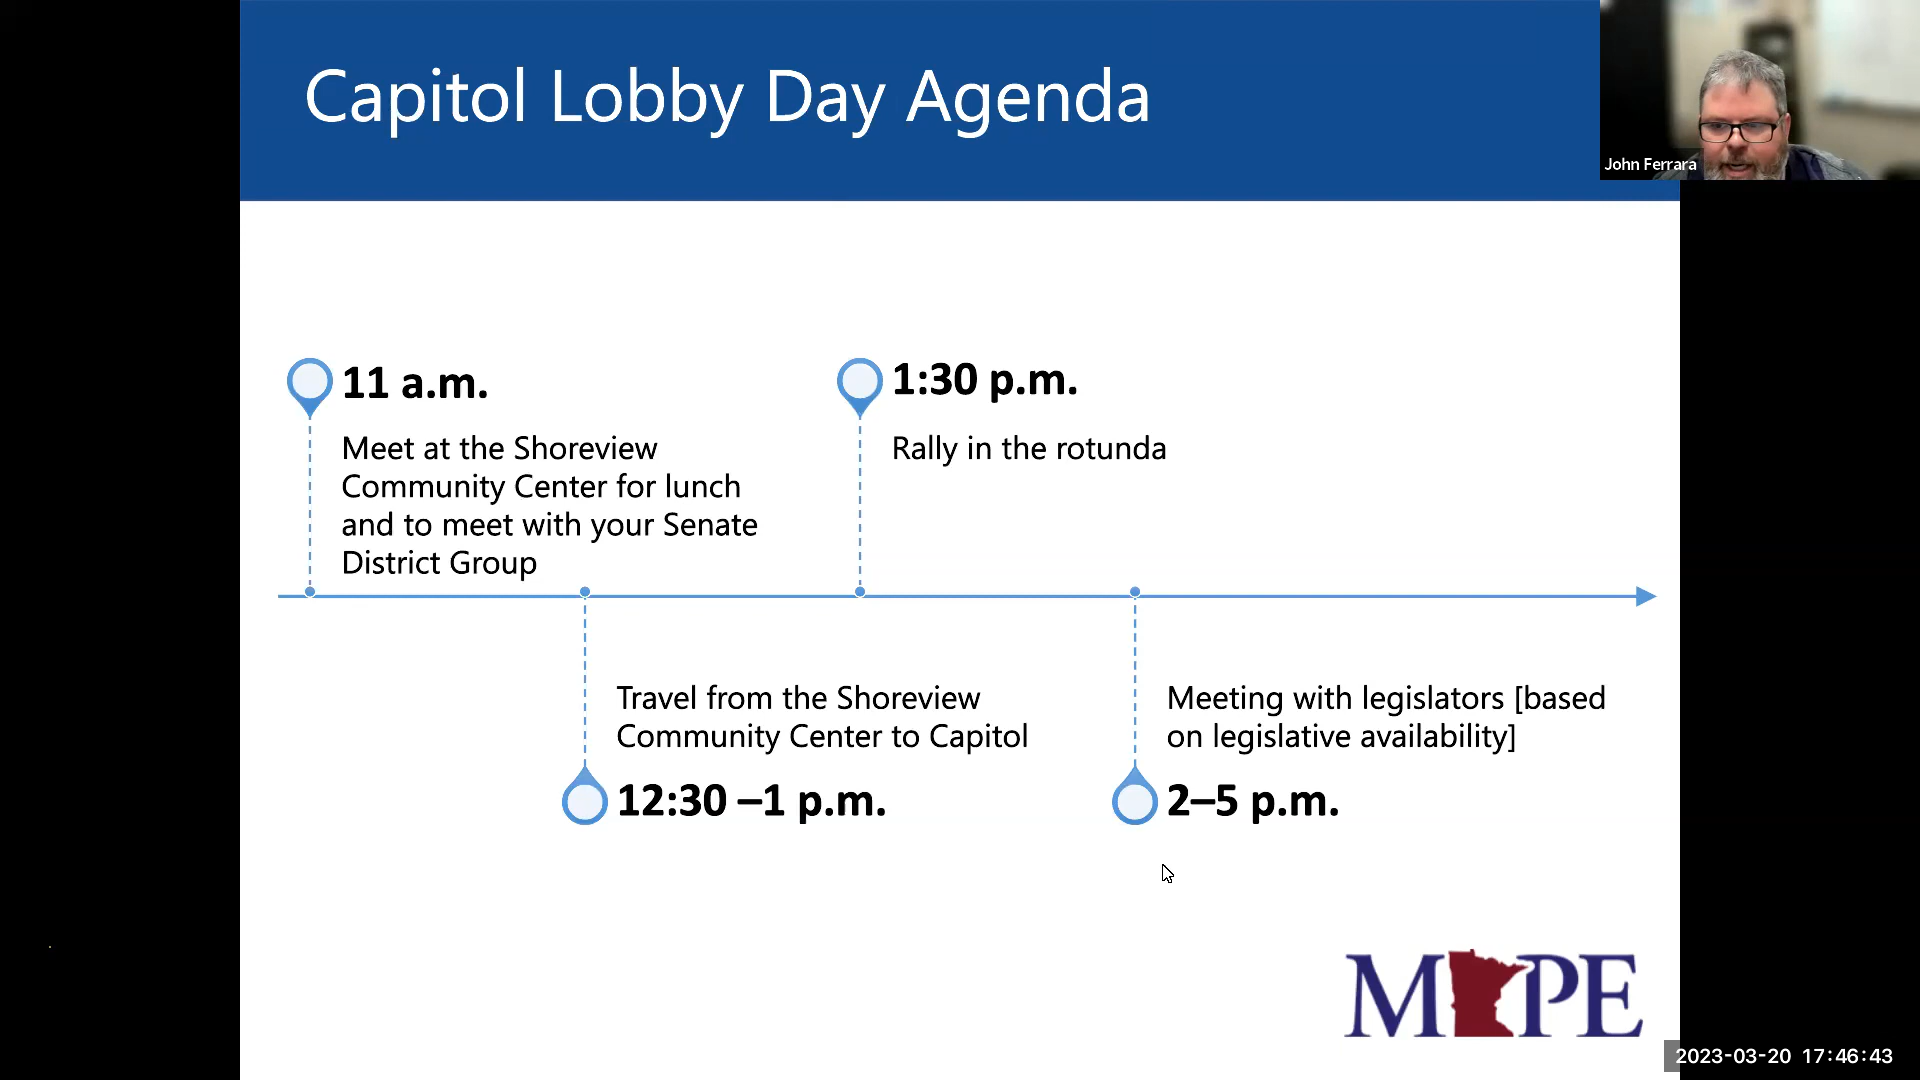 Capitol Lobby Day Agenda
John Ferrara
11 a.m.
Meet at the Shoreview
Community Center for lunch
and to meet with your Senate
District Group
1:30 p.m.
Rally in the rotunda
Travel from the Shoreview
Community Center to Capitol
12:30 –1 p.m.
Meeting with legislators [based
on legislative availability]
2–5 p.m.
M PE
2023-03-20 17:46:43